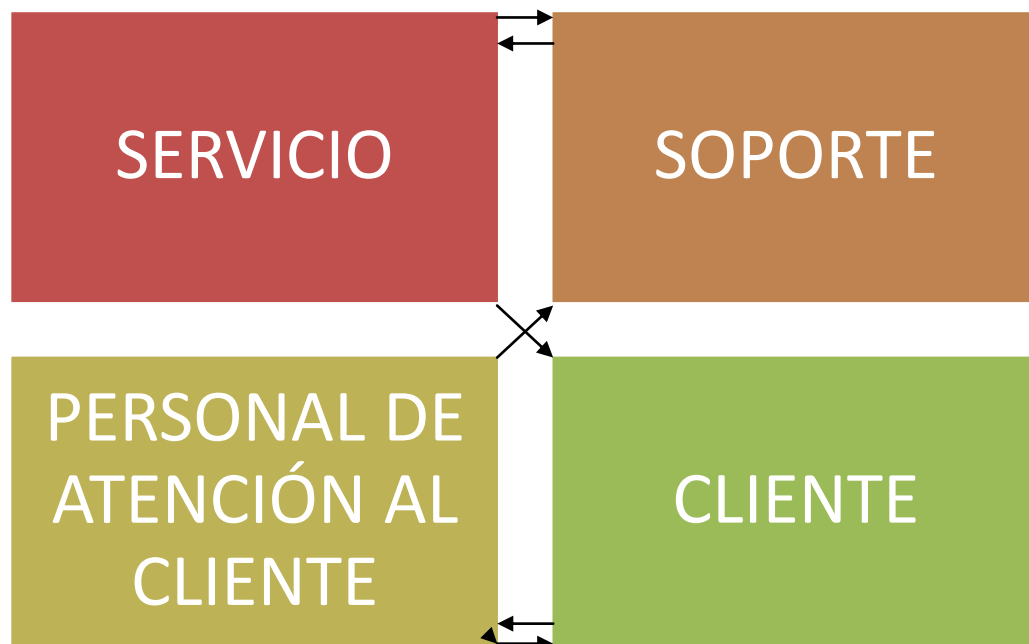 SERVICIO
SOPORTE
PERSONAL DE
ATENCIÓN AL
CLIENTE
CLIENTE